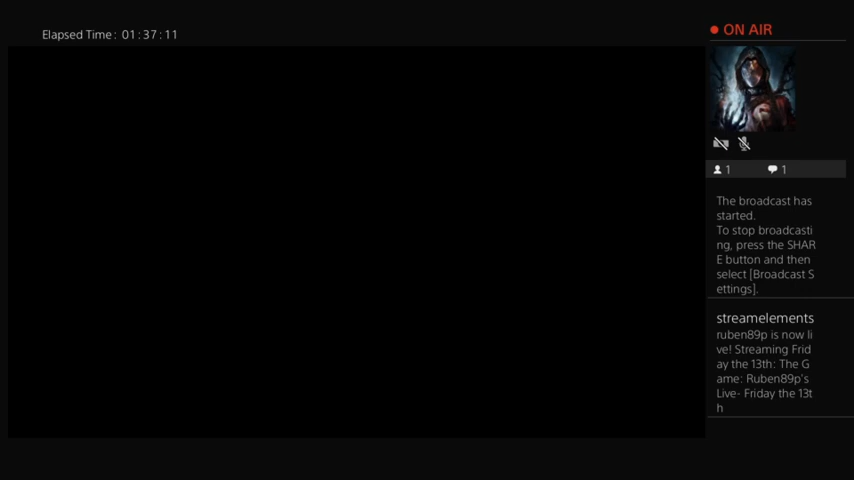 Elapsed Time: 01:37:11
ON AIR
1 1
The broadcast has
started.
To stop broadcasti
ng, press the SHAR
E button and then
select [Broadcast S
ettings].
streamelements
ruben89p is now li
ve! Streaming Frid
ay the 13th: The G
ame: Ruben89p's
Live- Friday the 13t
h